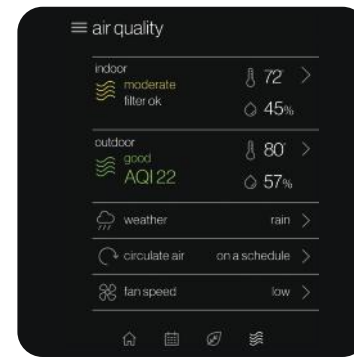 air quality
indoor
moderate
filter ok
72°
45%
outdoor
good
AQI 22
80°
57%
weather rain
circulate air on a schedule
fan speed low